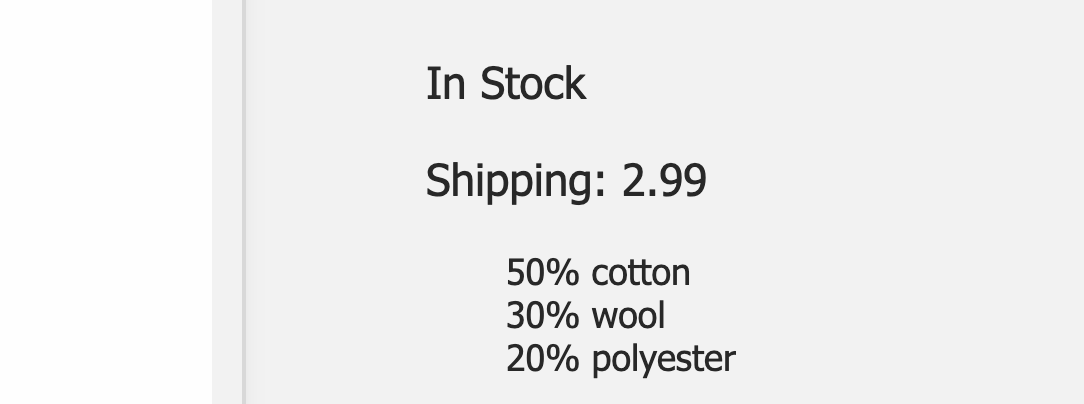 In Stock
Shipping: 2.99
50% cotton
30% wool
20% polyester